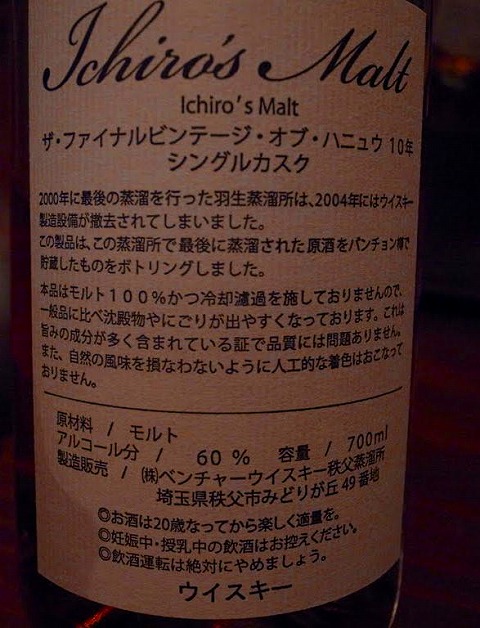 Ichiro's Malt
Ichiro's Malt
ザ・ファイナルビンテージ・オブ・ハニュウ 10年
シングルカスク
2000年に最後の蒸溜を行った羽生蒸溜所は、2004年にはウイスキー
製造設備が撤去されてしまいました。
この製品は、この蒸溜所で最後に蒸溜された原酒をパンチョン樽で
貯蔵したものをボトリングしました。
本品はモルト100%かつ冷却濾過を施しておりませんので、
一般品に比べ沈殿物やにごりが出やすくなっております。これは
旨みの成分が多く含まれている証で品質には問題ありません。
また、自然の風味を損なわないように人工的な着色はおこなって
おりません。
原材料 / モルト
アルコール分 / 60 % 容量 / 700ml
製造販売 / ㈱ベンチャーウイスキー秩父蒸溜所
埼玉県秩父市みどりが丘49番地
◎お酒は20歳なってから楽しく適量を。
◎妊娠中・授乳中の飲酒はお控えください。
◎飲酒運転は絶対にやめましょう。
ウイスキー